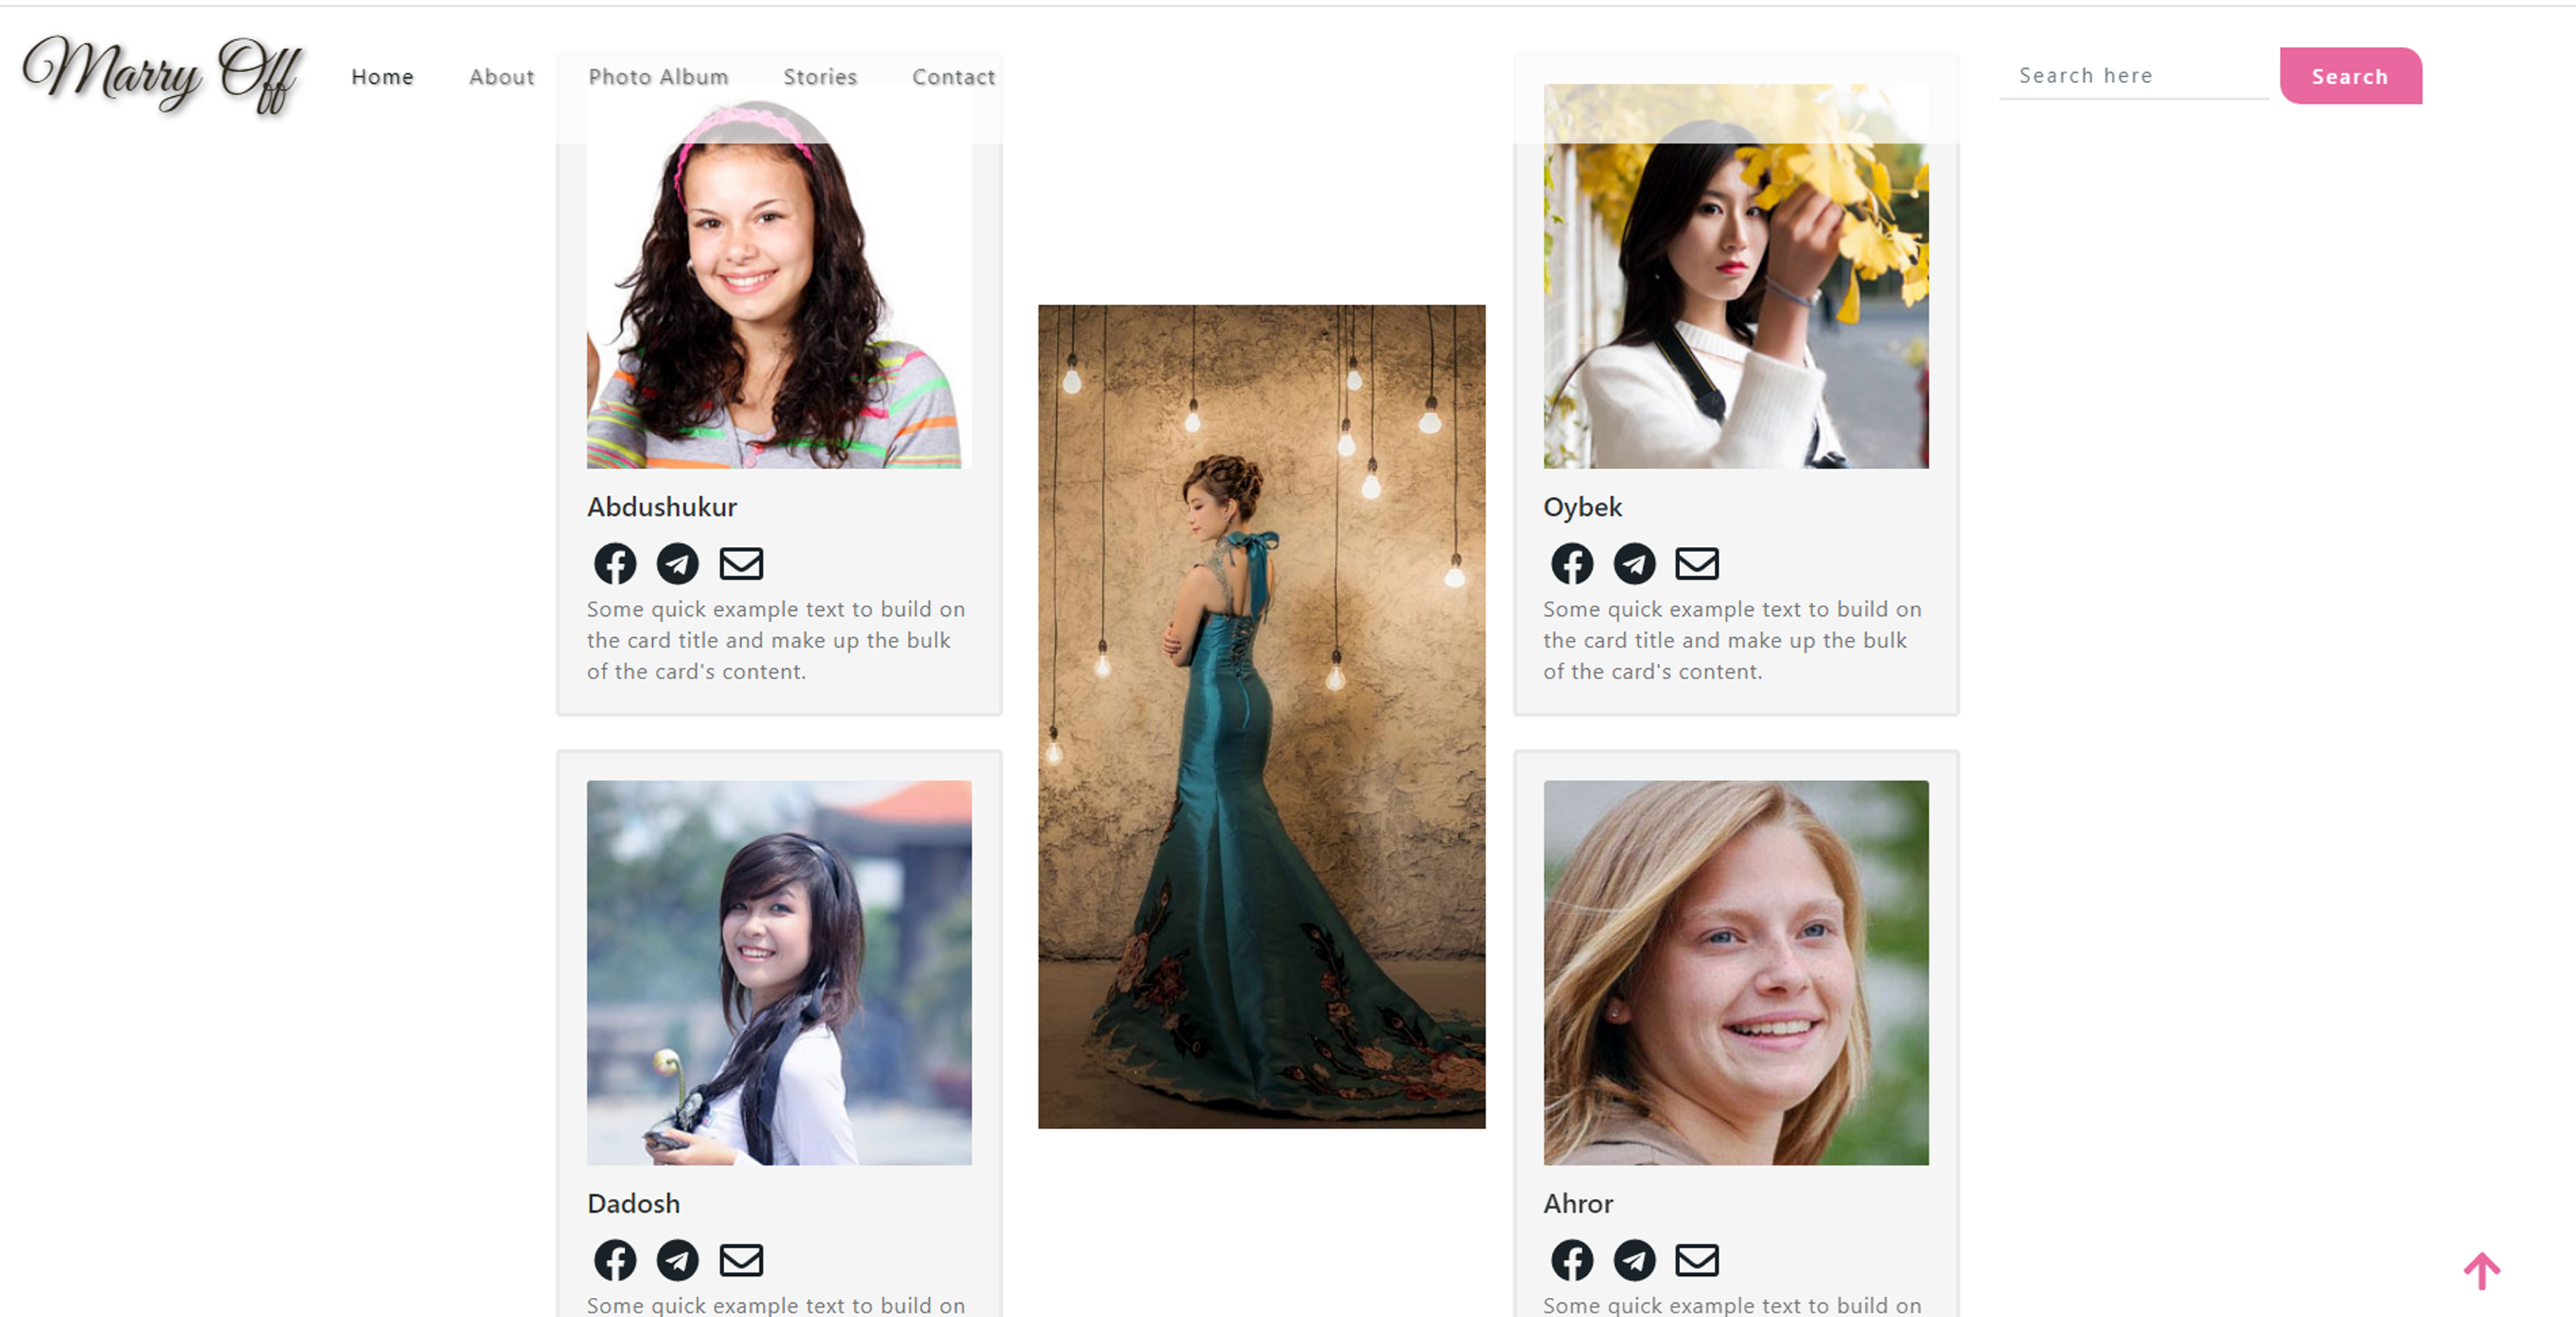 Marry Off
Home
About
Photo Album
Stories
Contact
Search here
Search
Abdushukur
Some quick example text to build on
the card title and make up the bulk
of the card's content.
Oybek
Some quick example text to build on
the card title and make up the bulk
of the card's content.
Dadosh
Some quick example text to build on
Ahror
Some quick example text to build on